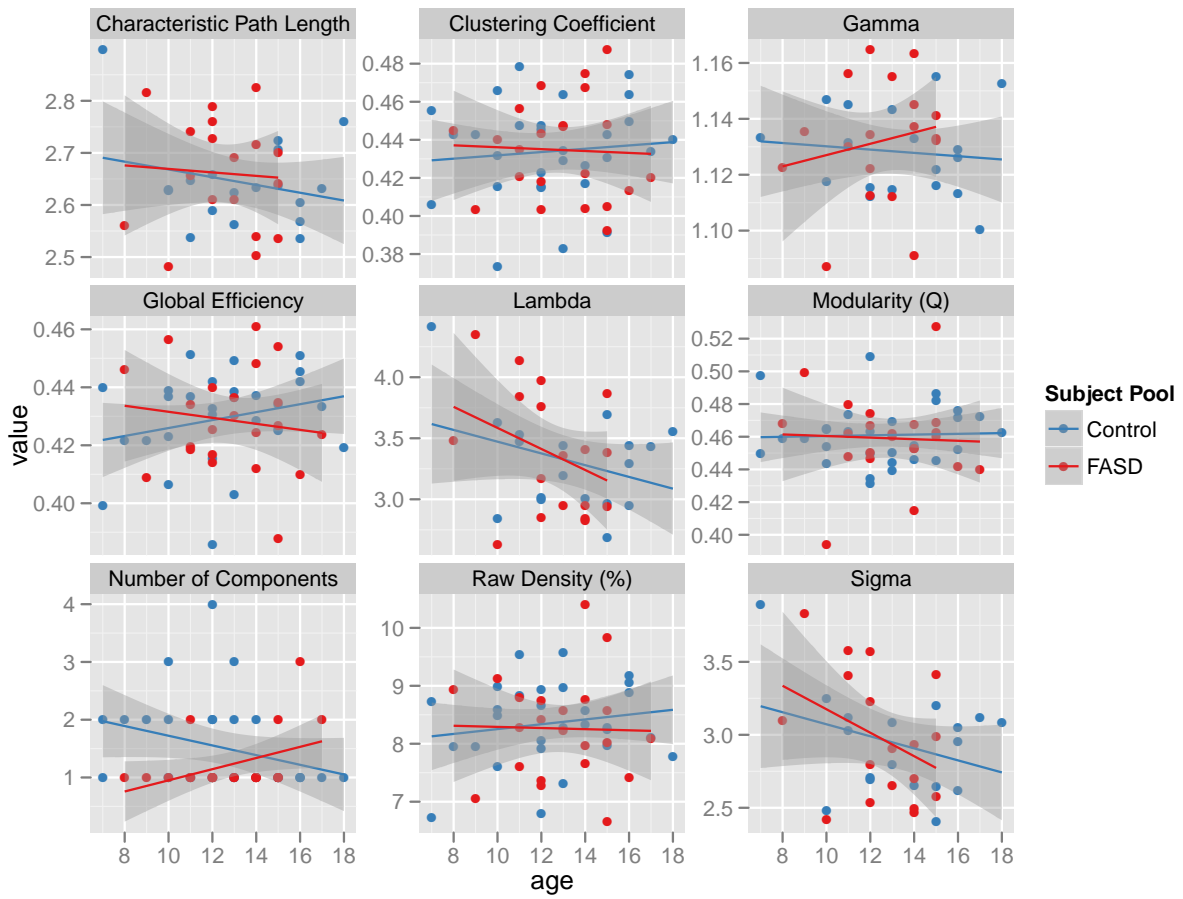 Characteristic Path Length
Clustering Coefficient
Gamma
2.8
2.7
2.6
2.5
0.48
0.46
0.44
0.42
0.40
0.38
1.16
1.14
1.12
1.10
Global Efficiency
Lambda
Modularity (Q)
0.46
0.44
0.42
0.40
4.0
3.5
3.0
0.52
0.50
0.48
0.46
0.44
0.42
0.40
Number of Components
Raw Density (%)
Sigma
4
3
2
1
10
9
8
7
3.5
3.0
2.5
8 10 12 14 16 18
8 10 12 14 16 18
8 10 12 14 16 18
age
value
Subject Pool
Control
FASD